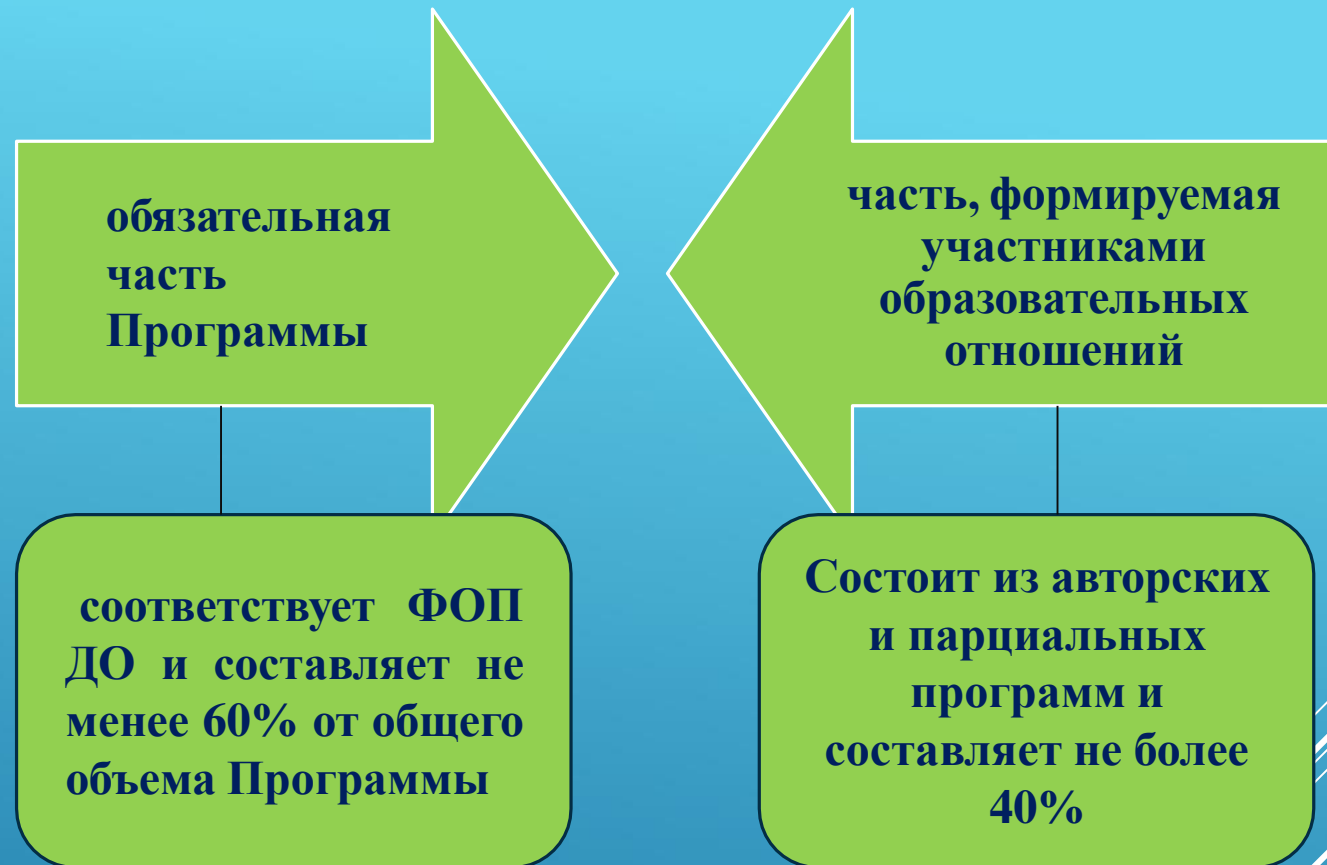 обязательная
часть
Программы
часть, формируемая
участниками
образовательных
отношений
соответствует ФОП
ДО и составляет не
менее 60% от общего
объема Программы
Состоит из авторских
и парциальных
программ и
составляет не более
40%